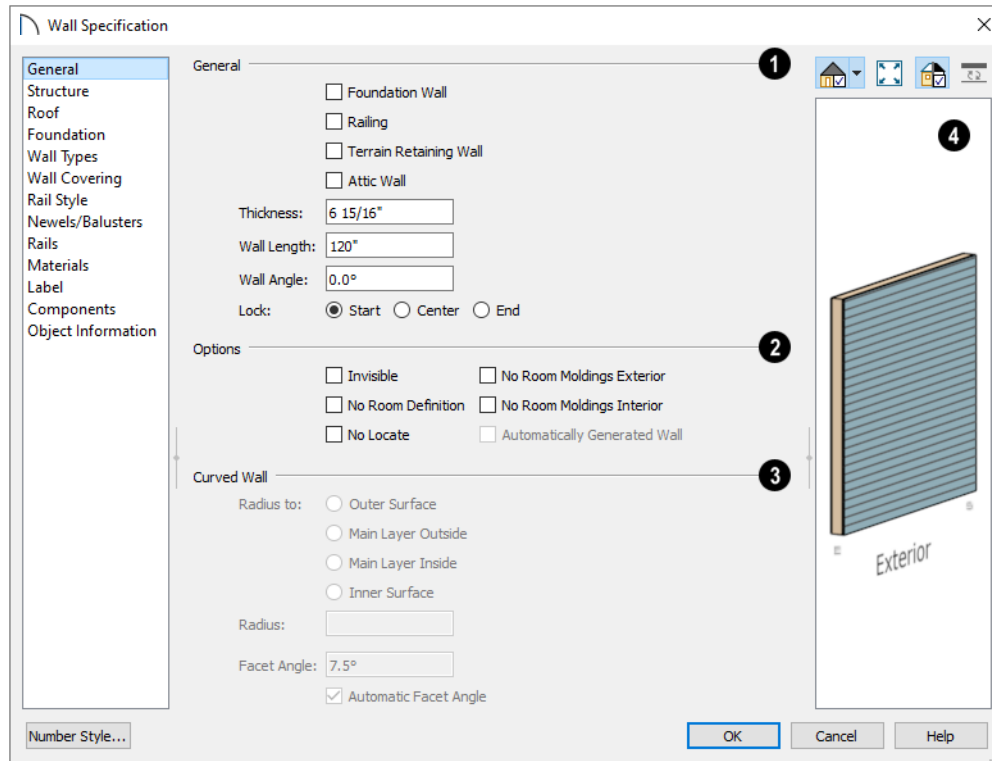 Wall Specification
General
Structure
Roof
Foundation
Wall Types
Wall Covering
Rail Style
Newels/Balusters
Rails
Materials
Label
Components
Object Information
General 1
Foundation Wall
Railing
Terrain Retaining Wall
Attic Wall
Thickness: 6 15/16"
Wall Length: 120"
Wall Angle: 0.0°
Lock: Start Center End
Options 2
Invisible No Room Moldings Exterior
No Room Definition No Room Moldings Interior
No Locate Automatically Generated Wall
Curved Wall 3
Radius to: Outer Surface
Main Layer Outside
Main Layer Inside
Inner Surface
Radius:
Facet Angle: 7.5°
Automatic Facet Angle
4
E
S
Exterior
Number Style... OK Cancel Help